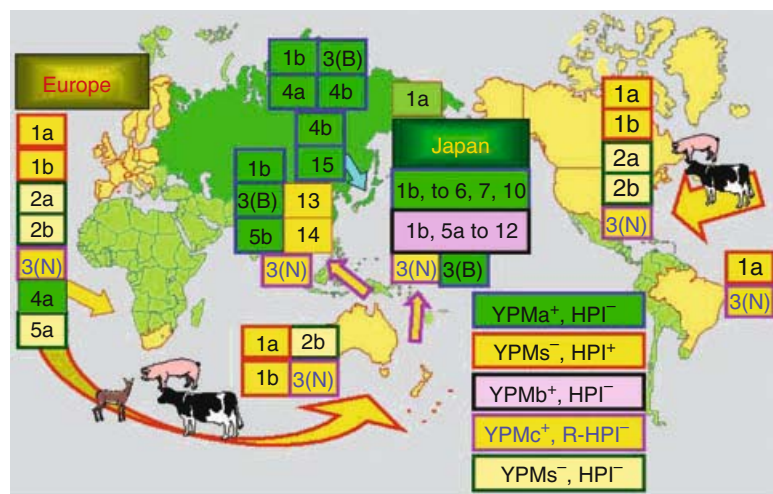 Europe
1a
1b
2a
2b
3(N)
4a
5a
1b 3(B)
4a 4b
4b
15
1b
3(B) 13
5b 14
3(N)
1a
Japan
1b, to 6, 7, 10
1b, 5a to 12
3(N) 3(B)
1a
1b
2a
2b
3(N)
1a
3(N)
1a 2b
1b 3(N)
YPMa⁺, HPI⁻
YPMs⁻, HPI⁺
YPMb⁺, HPI⁻
YPMc⁺, R-HPI⁻
YPMs⁻, HPI⁻